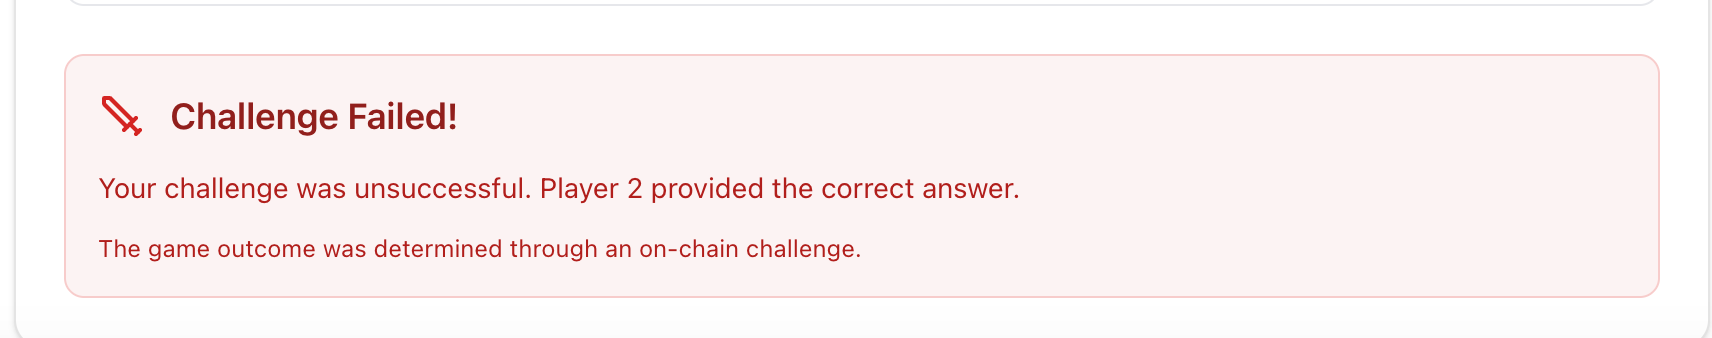 Challenge Failed!
Your challenge was unsuccessful. Player 2 provided the correct answer.
The game outcome was determined through an on-chain challenge.